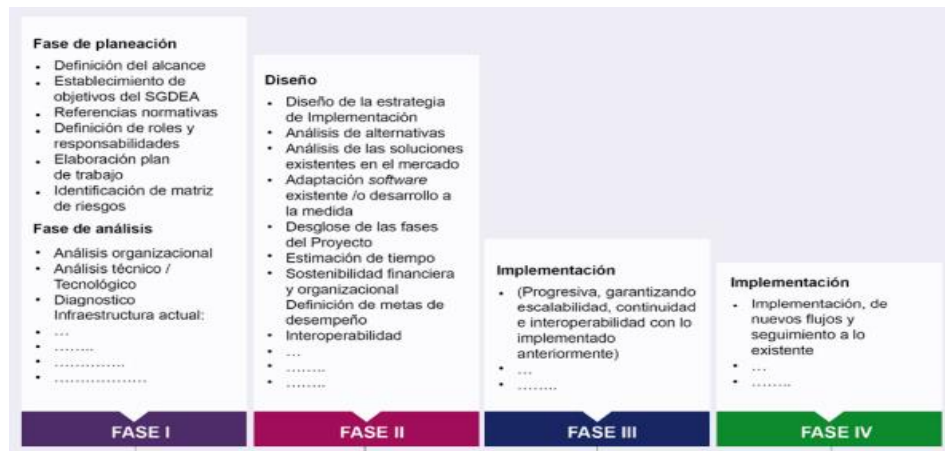 Fase de planeación
• Definición del alcance
• Establecimiento de
objetivos del SGDEA
• Referencias normativas
• Definición de roles y
responsabilidades
• Elaboración plan
de trabajo
• Identificación de matriz
de riesgos
Fase de análisis
• Análisis organizacional
• Análisis técnico /
Tecnológico
• Diagnostico
Infraestructura actual:
• ...
• ........
• .............
• ..................
FASE I
Diseño
• Diseño de la estrategia
de Implementación
• Análisis de alternativas
• Análisis de las soluciones
existentes en el mercado
• Adaptación software
existente /o desarrollo a
la medida
• Desglose de las fases
del Proyecto
• Estimación de tiempo
• Sostenibilidad financiera
y organizacional
Definición de metas de
desempeño
• Interoperabilidad
• ...
• ........
• ........
FASE II
Implementación
• (Progresiva, garantizando
escalabilidad, continuidad
e interoperabilidad con lo
implementado
anteriormente)
• ...
• ........
FASE III
Implementación
• Implementación, de
nuevos flujos y
seguimiento a lo
existente
• ...
• ........
FASE IV